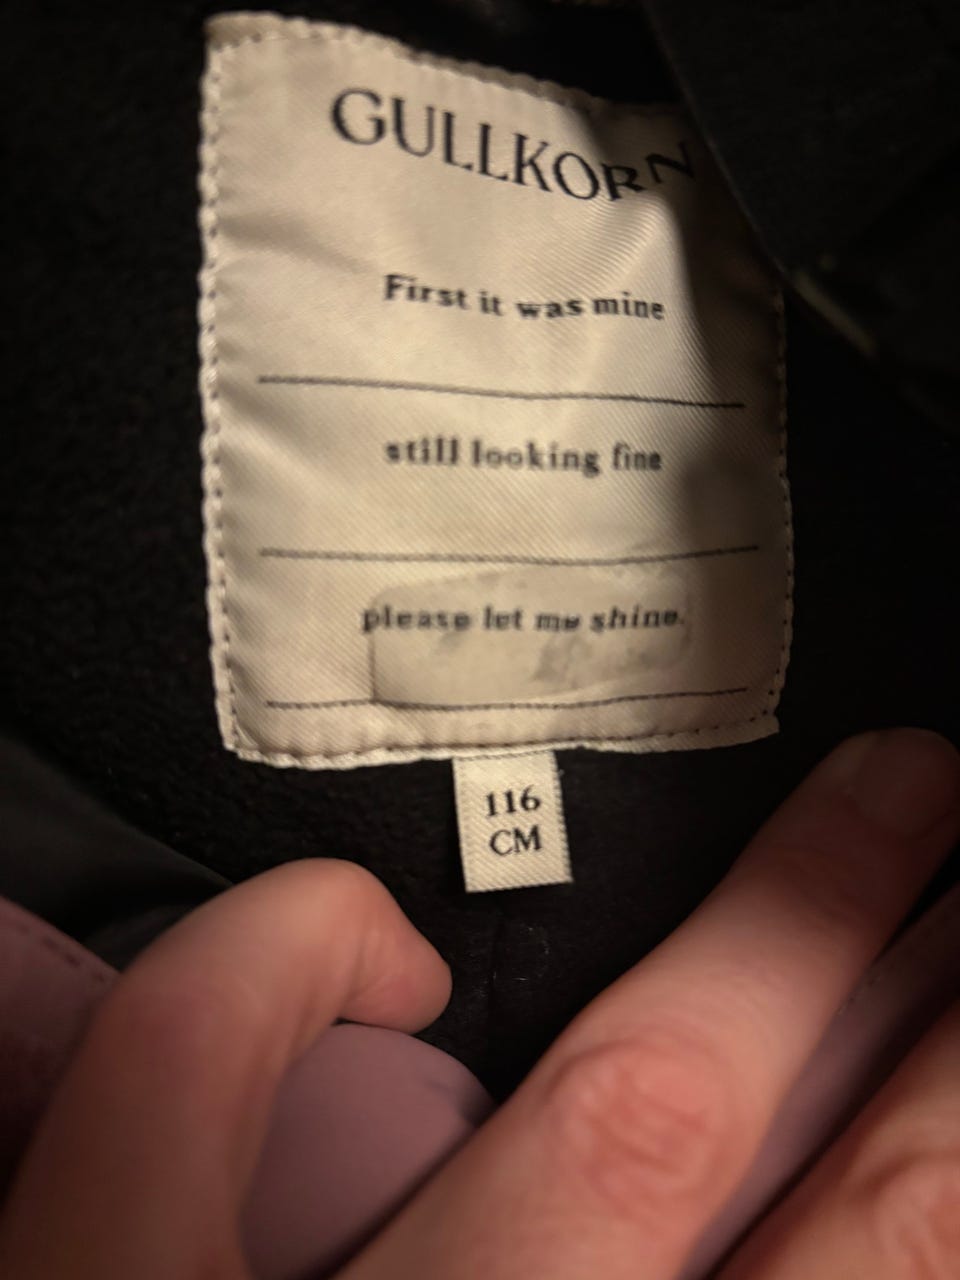 GULLKORN
First it was mine
still looking fine
please let me shine.
116
CM